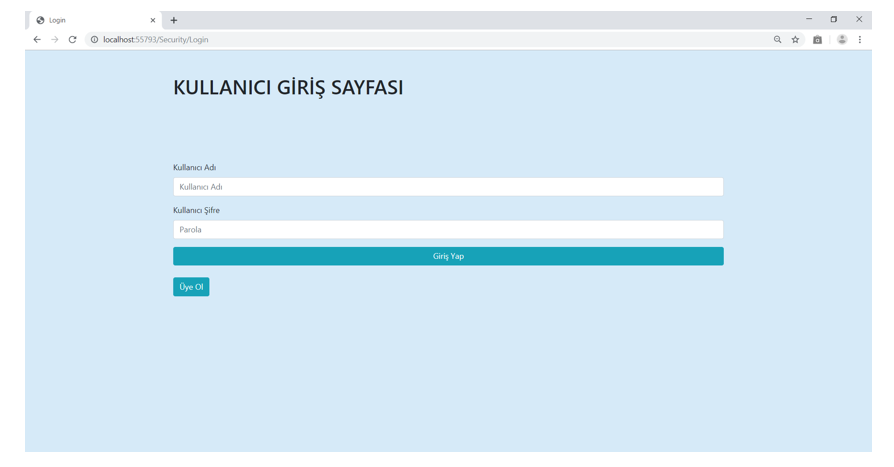 Login
localhost:55793/Security/Login
KULLANICI GİRİŞ SAYFASI
Kullanıcı Adı
Kullanıcı Adı
Kullanıcı Şifre
Parola
Giriş Yap
Üye Ol